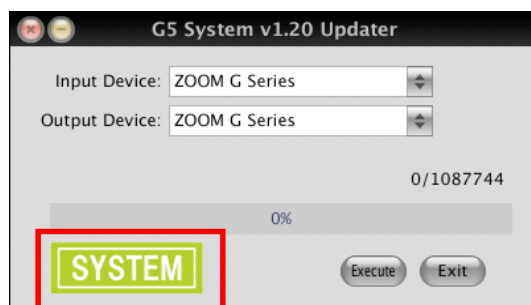 G5 System v1.20 Updater
Input Device: ZOOM G Series
Output Device: ZOOM G Series
0/1087744
0%
SYSTEM
Execute Exit